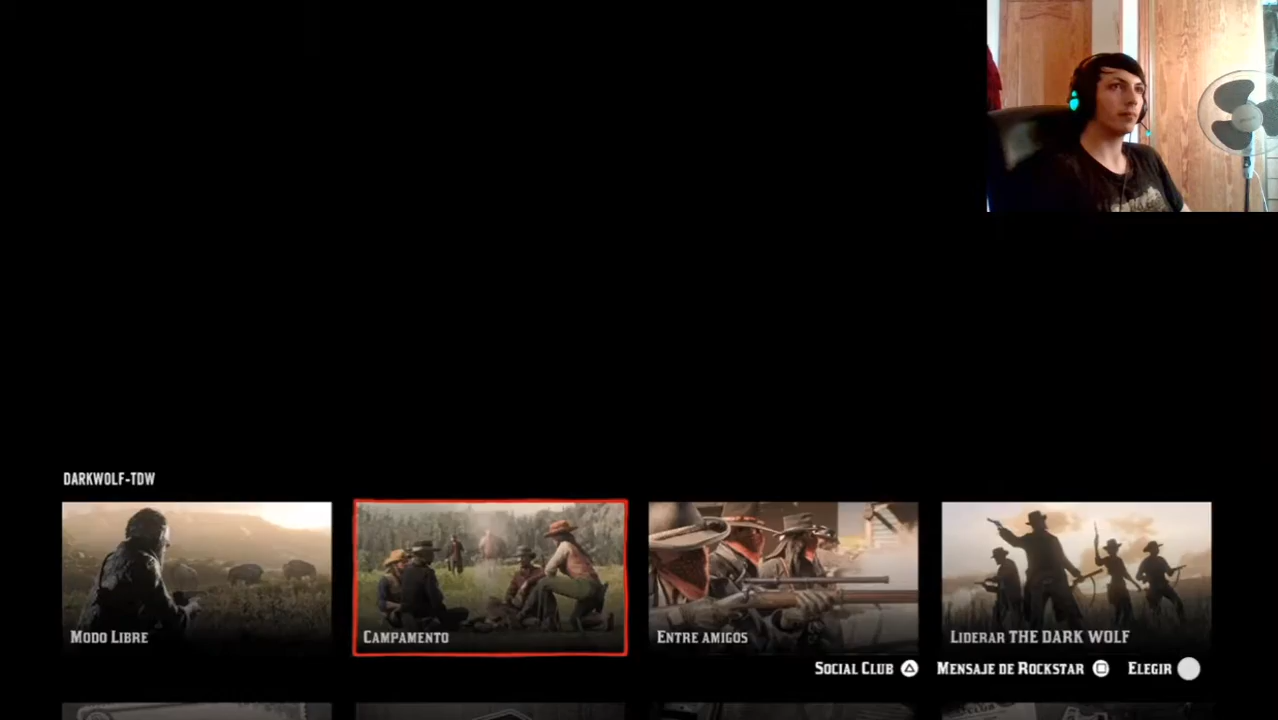 DARKWOLF-TDW
MODO LIBRE
CAMPAMENTO
ENTRE AMIGOS
LIDERAR THE DARK WOLF
SOCIAL CLUB
MENSAJE DE ROCKSTAR
ELEGIR